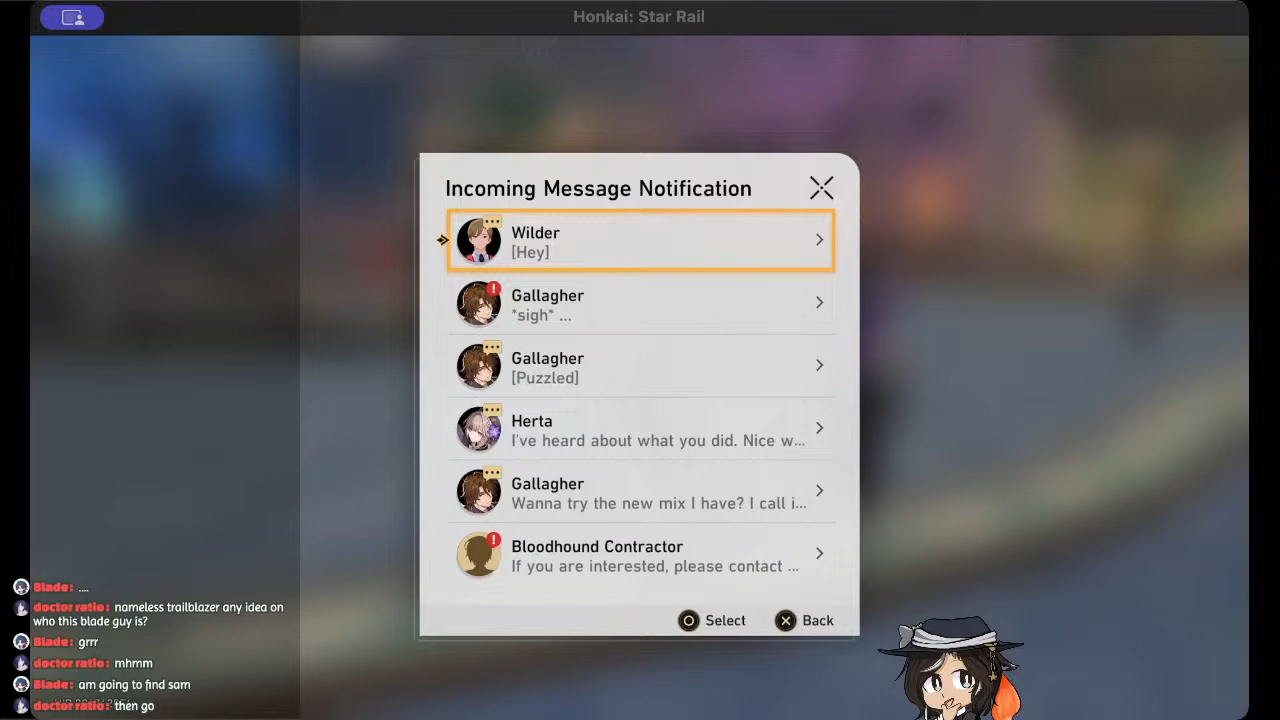 Honkai: Star Rail
Incoming Message Notification
Wilder
[Hey]
Gallagher
*sigh* ...
Gallagher
[Puzzled]
Herta
I've heard about what you did. Nice w...
Gallagher
Wanna try the new mix I have? I call i...
Bloodhound Contractor
If you are interested, please contact ...
Select
Back
Blade: ....
doctor ratio: nameless trailblazer any idea on
who this blade guy is?
Blade: grrr
doctor ratio: mhmm
Blade: am going to find sam
doctor ratio: then go